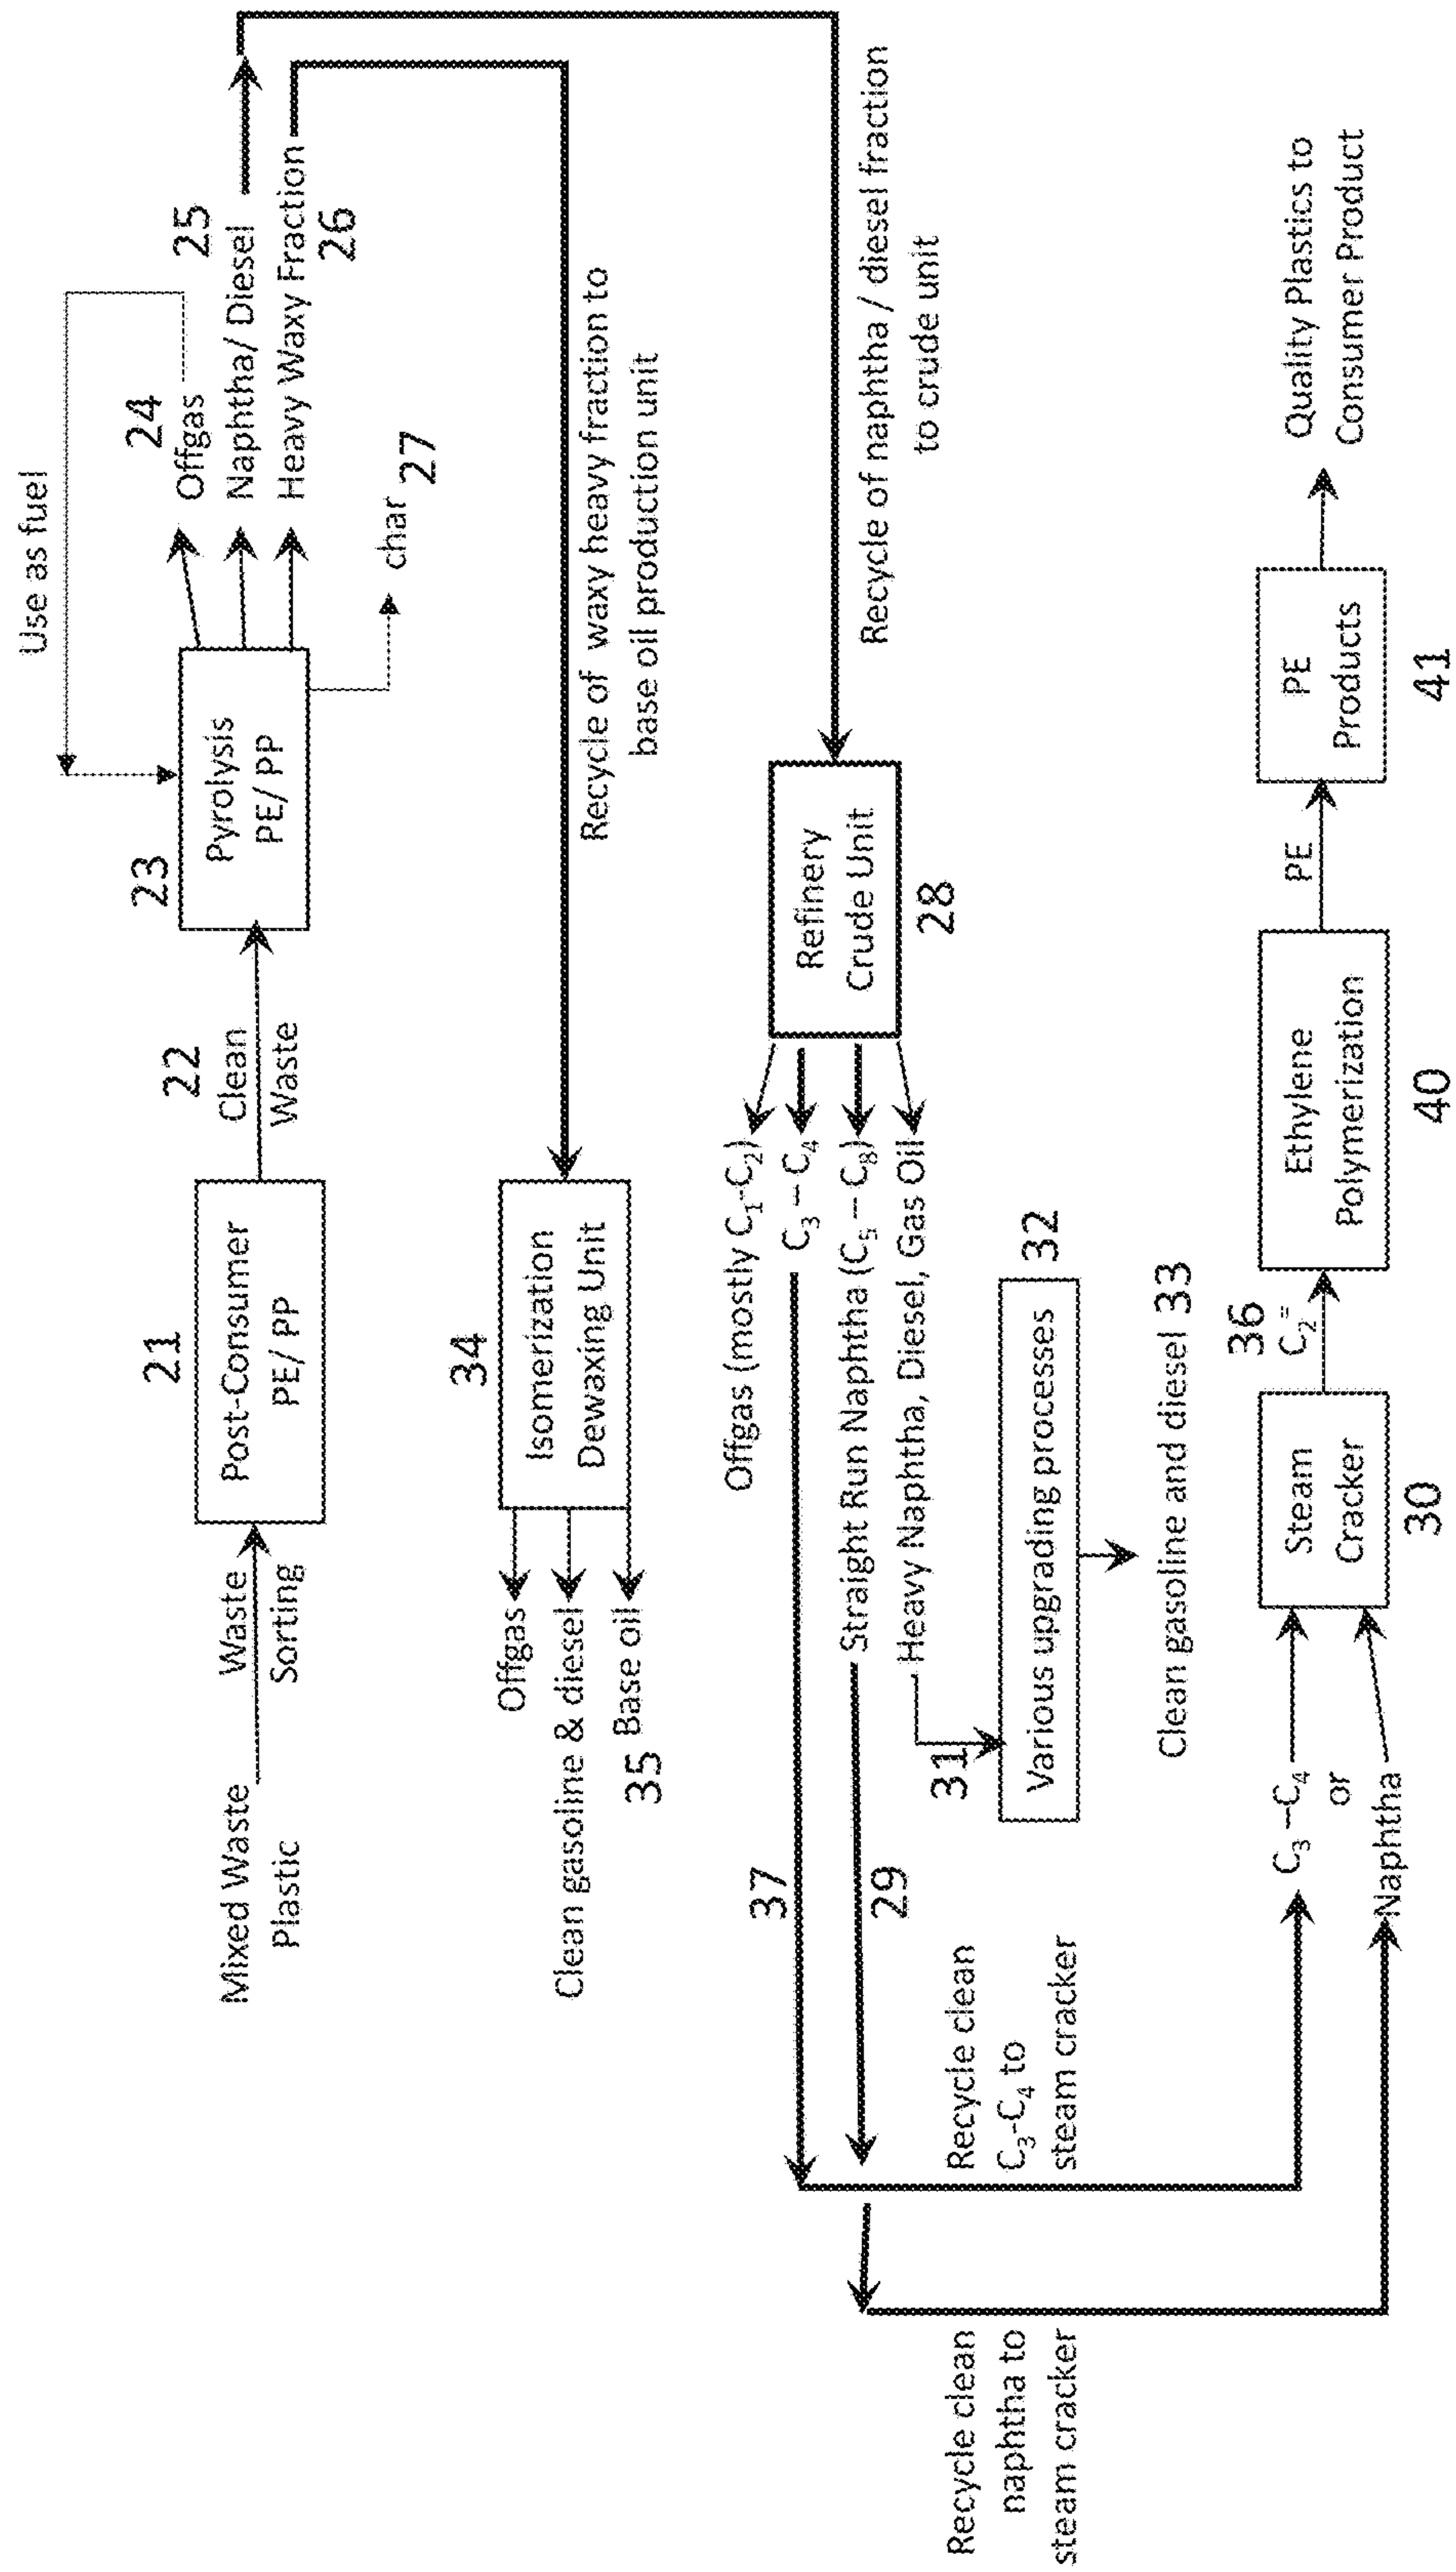 Use as fuel
Mixed Waste
Plastic
Waste
Sorting
21
Post-Consumer
PE/ PP
22
Clean
Waste
23
Pyrolysis
PE/ PP
24
Offgas
25
Naphtha/ Diesel
Heavy Waxy Fraction
26
char
27
34
Isomerization
Dewaxing Unit
Offgas
Clean gasoline & diesel
35 Base oil
Recycle of waxy heavy fraction to
base oil production unit
Refinery
Crude Unit
28
Recycle of naphtha / diesel fraction
to crude unit
Offgas (mostly C₁-C₂)
C₃ – C₄
Straight Run Naphtha (C₅ – C₈)
Heavy Naphtha, Diesel, Gas Oil
37
29
31
Various upgrading processes
32
Clean gasoline and diesel 33
Recycle clean
C₃-C₄ to
steam cracker
Recycle clean
naphtha to
steam cracker
C₃ –C₄
or
Naphtha
Steam
Cracker
30
36
C₂⁼
Ethylene
Polymerization
40
PE
PE
Products
41
Quality Plastics to
Consumer Product